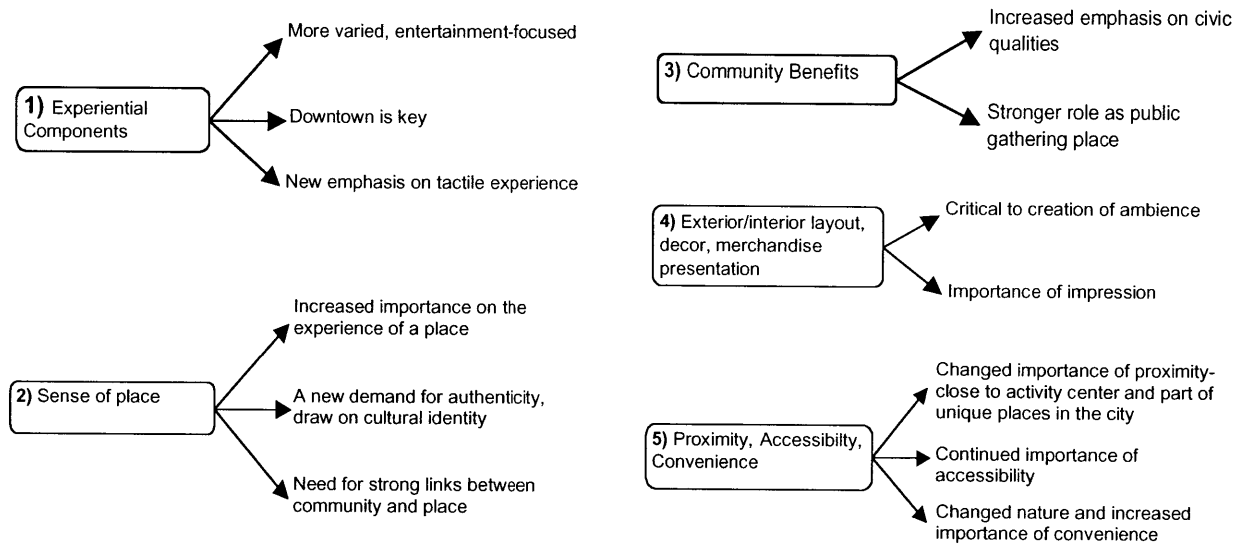 1) Experiential
Components
More varied, entertainment-focused
Downtown is key
New emphasis on tactile experience
2) Sense of place
Increased importance on the
experience of a place
A new demand for authenticity,
draw on cultural identity
Need for strong links between
community and place
3) Community Benefits
Increased emphasis on civic
qualities
Stronger role as public
gathering place
4) Exterior/interior layout,
decor, merchandise
presentation
Critical to creation of ambience
Importance of impression
5) Proximity, Accessibilty,
Convenience
Changed importance of proximity-
close to activity center and part of
unique places in the city
Continued importance of
accessibility
Changed nature and increased
importance of convenience